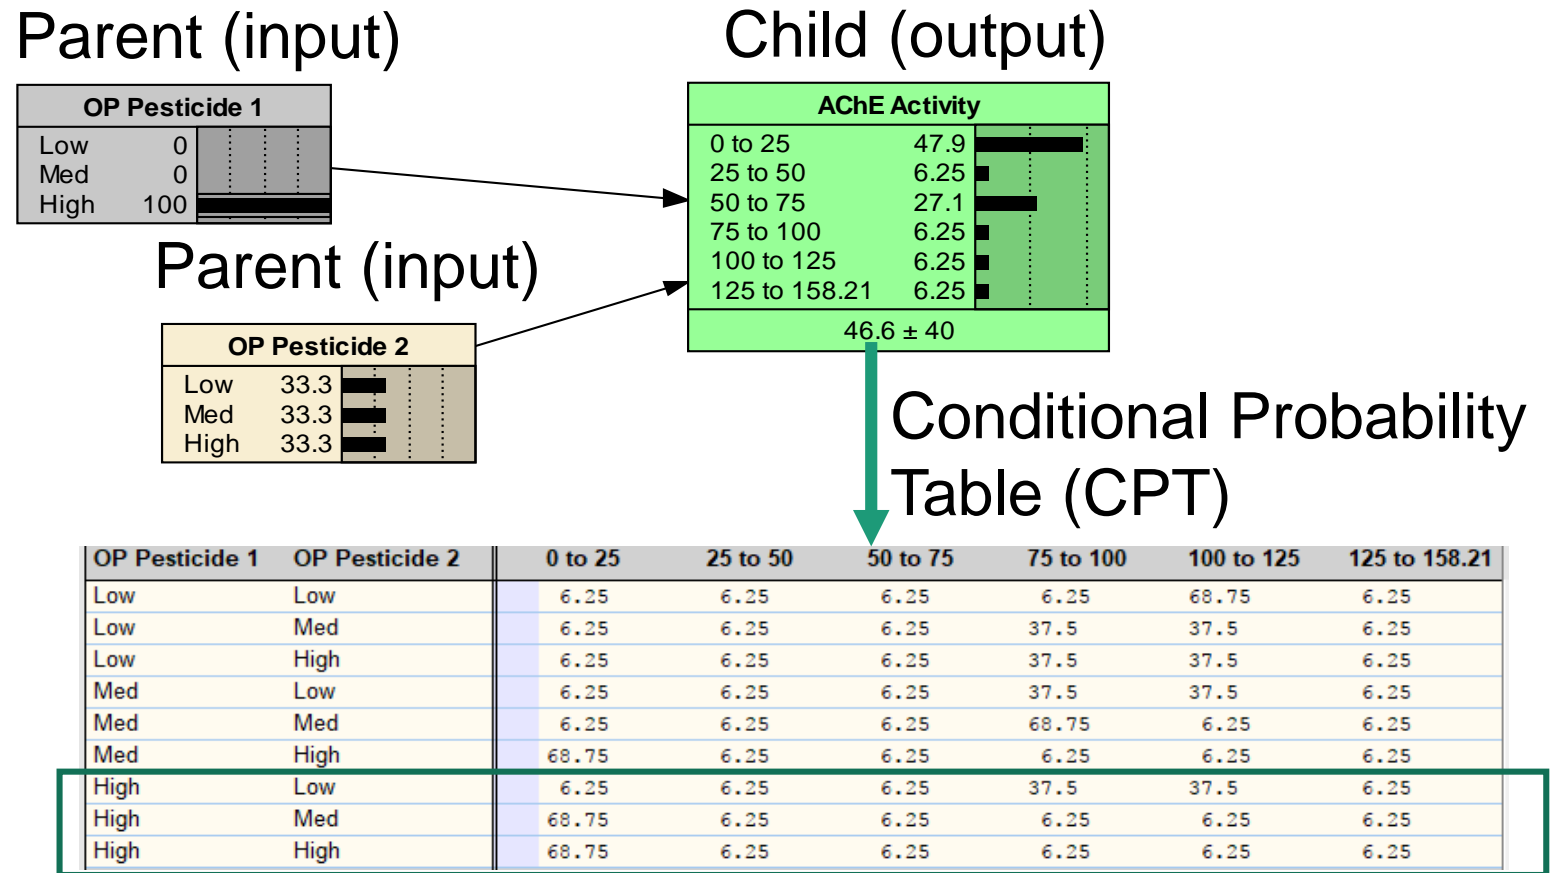 Parent (input)
Child (output)
OP Pesticide 1
Low 0
Med 0
High 100
AChE Activity
0 to 25 47.9
25 to 50 6.25
50 to 75 27.1
75 to 100 6.25
100 to 125 6.25
125 to 158.21 6.25
46.6 ± 40
Parent (input)
OP Pesticide 2
Low 33.3
Med 33.3
High 33.3
Conditional Probability
Table (CPT)
OP Pesticide 1 OP Pesticide 2 0 to 25 25 to 50 50 to 75 75 to 100 100 to 125 125 to 158.21
Low Low 6.25 6.25 6.25 6.25 68.75 6.25
Low Med 6.25 6.25 6.25 37.5 37.5 6.25
Low High 6.25 6.25 6.25 37.5 37.5 6.25
Med Low 6.25 6.25 6.25 37.5 37.5 6.25
Med Med 6.25 6.25 6.25 68.75 6.25 6.25
Med High 68.75 6.25 6.25 6.25 6.25 6.25
High Low 6.25 6.25 6.25 37.5 37.5 6.25
High Med 68.75 6.25 6.25 6.25 6.25 6.25
High High 68.75 6.25 6.25 6.25 6.25 6.25